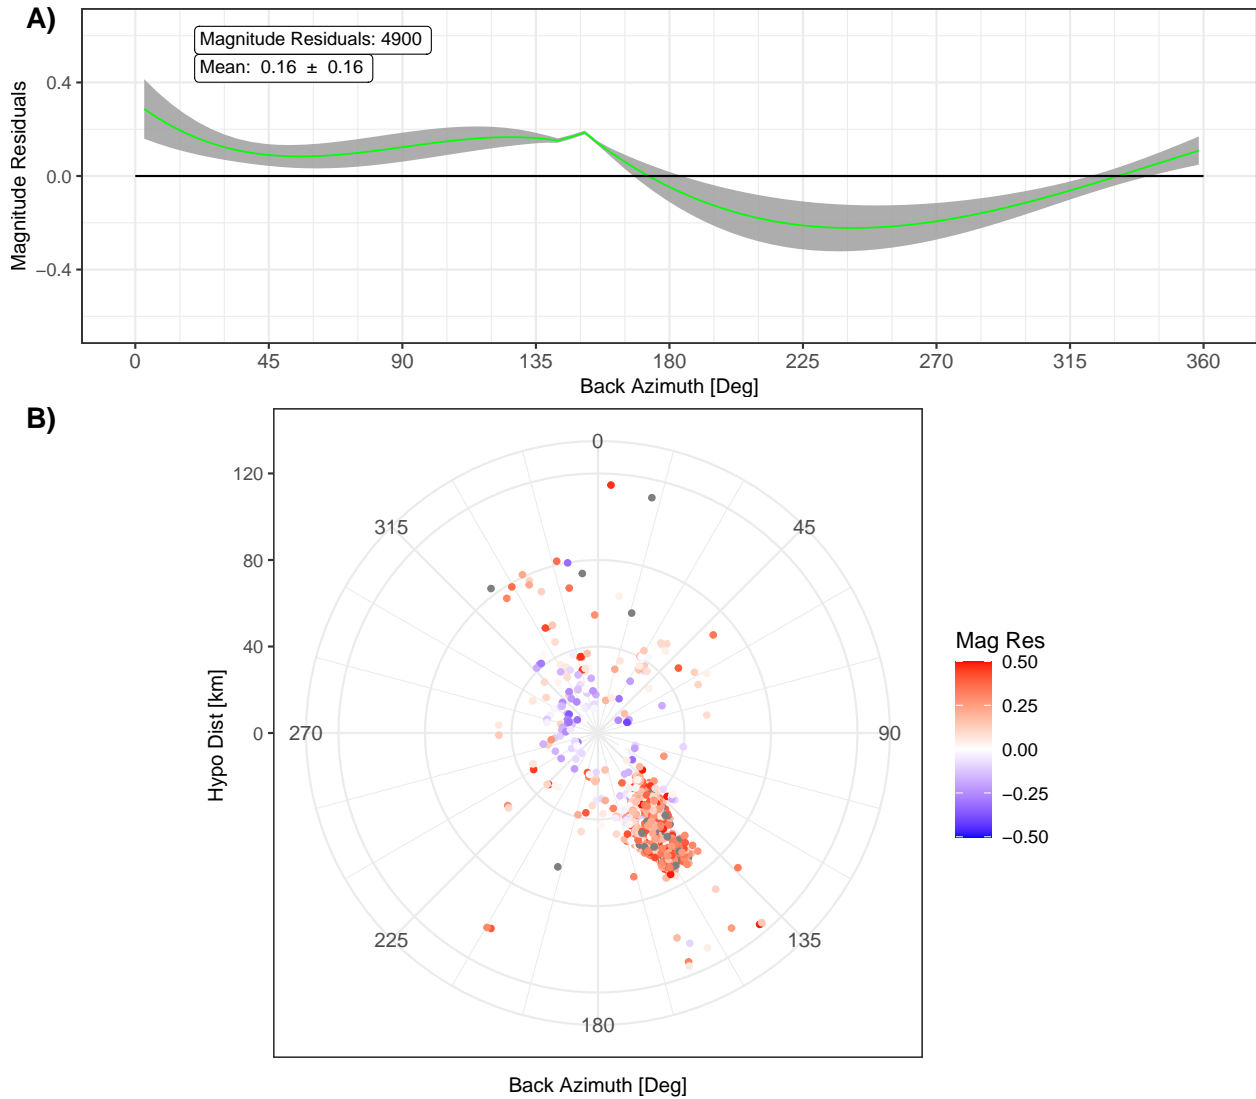 A)
Magnitude Residuals: 4900
Mean:  0.16  ±  0.16
0.4
0.0
−0.4
Magnitude Residuals
0 45 90 135 180 225 270 315 360
Back Azimuth [Deg]
B)
0
45
90
135
180
225
270
315
120
80
40
0
Hypo Dist [km]
Back Azimuth [Deg]
Mag Res
0.50
0.25
0.00
−0.25
−0.50